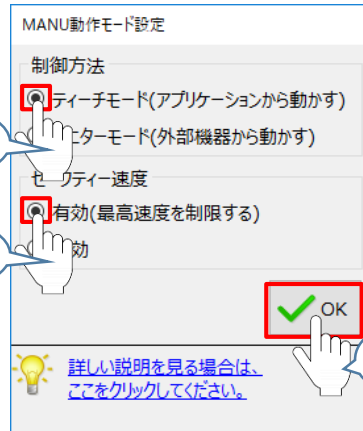 MANU動作モード設定
制御方法
ティーチモード(アプリケーションから動かす)
ターモード(外部機器から動かす)
セーフティー速度
有効(最高速度を制限する)
効
OK
詳しい説明を見る場合は、
ここをクリックしてください。